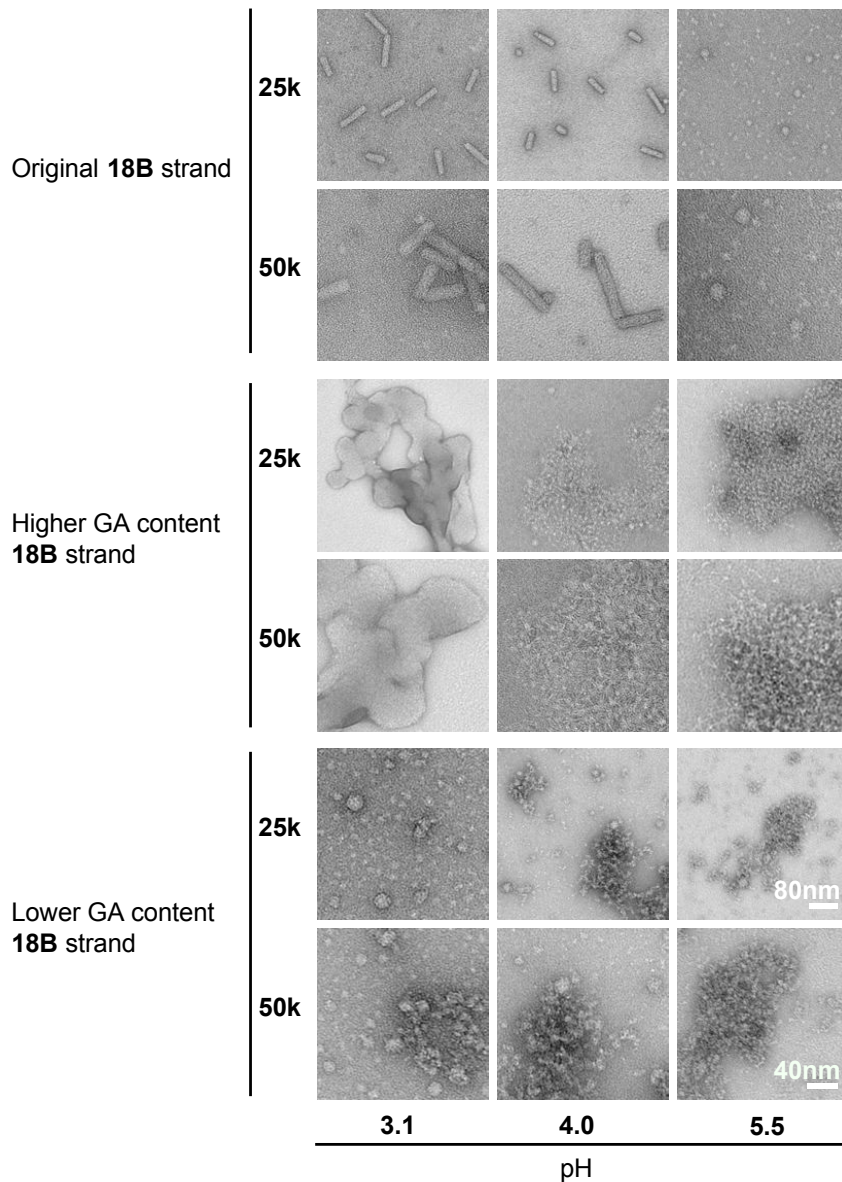 Original 18B strand
25k
50k
Higher GA content
18B strand
25k
50k
Lower GA content
18B strand
25k
80nm
50k
40nm
3.1 4.0 5.5
pH